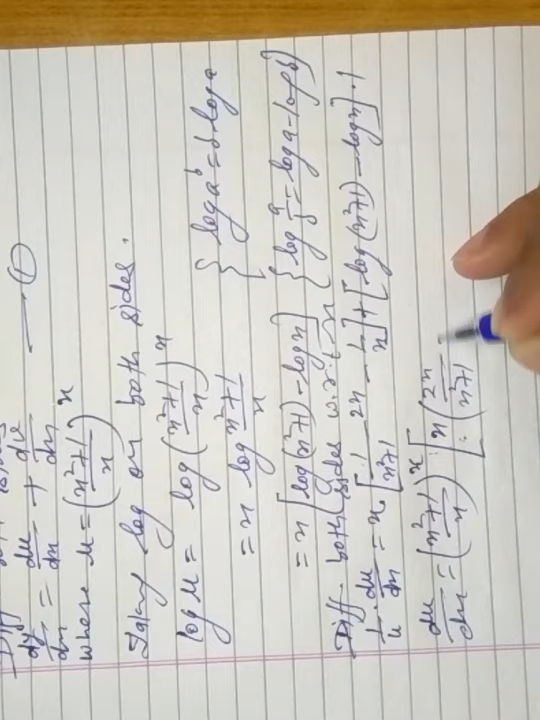 Diff
dy/dx = du/dx + dv/dx — ①
where u = ((x²+1)/x)^x
Taking log on both sides.
log u = log((x²+1)/x)^x
= x log (x²+1)/x { log a^b = b log a
= x [log(x²+1) - log x] { log a/b = log a - log b }
Diff. both sides w.r.t. x
1/u · du/dx = x · [1/(x²+1) · 2x - 1/x] + [log(x²+1) - log x] · 1
du/dx = ((x²+1)/x)^x [x(2x/(x²+1) -